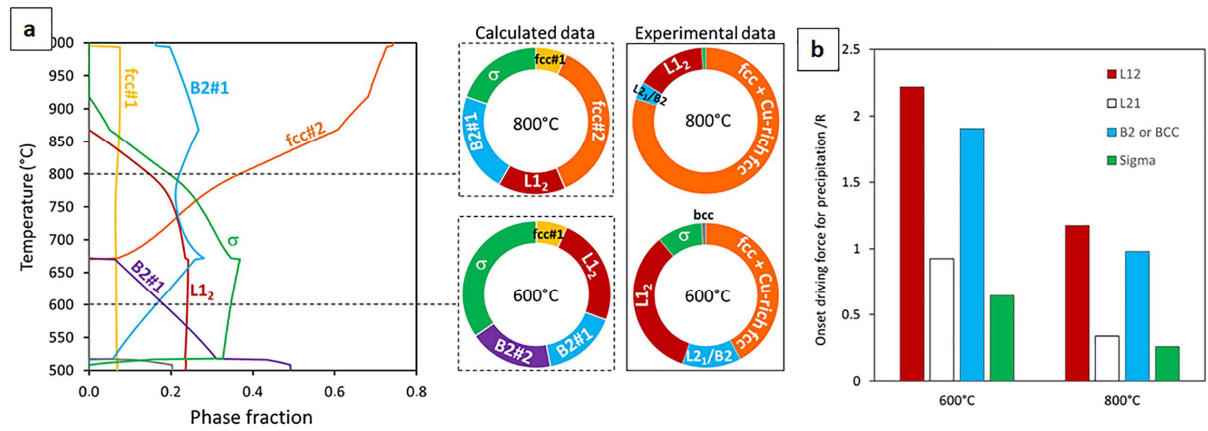 a
Calculated data
Experimental data
b
000
950
900
850
800
750
700
650
600
550
500
Temperature (°C)
0.0
0.2
0.4
0.6
0.8
Phase fraction
fcc#1
B2#1
fcc#2
σ
B2#1
L1₂
fcc#1
fcc#2
L1₂
B2#1
σ
800°C
L1₂
L2₁/B2
fcc + Cu-rich fcc
800°C
fcc#1
L1₂
B2#1
B2#2
σ
600°C
bcc
σ
L1₂
L2₁/B2
fcc + Cu-rich fcc
600°C
2.5
2
1.5
1
0.5
0
Onset driving force for precipitation /R
L12
L21
B2 or BCC
Sigma
600°C
800°C